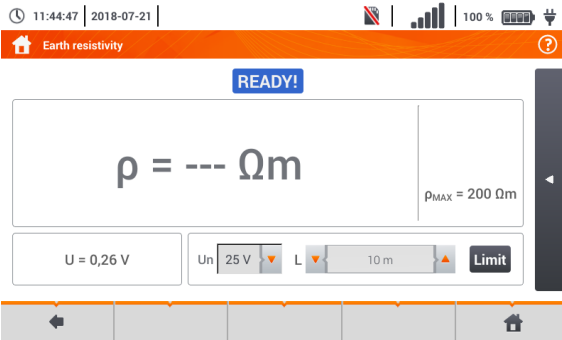 11:44:47 2018-07-21 100 %
Earth resistivity ?
READY!
ρ = --- Ωm
ρMAX = 200 Ωm
U = 0,26 V Un 25 V L 10 m Limit